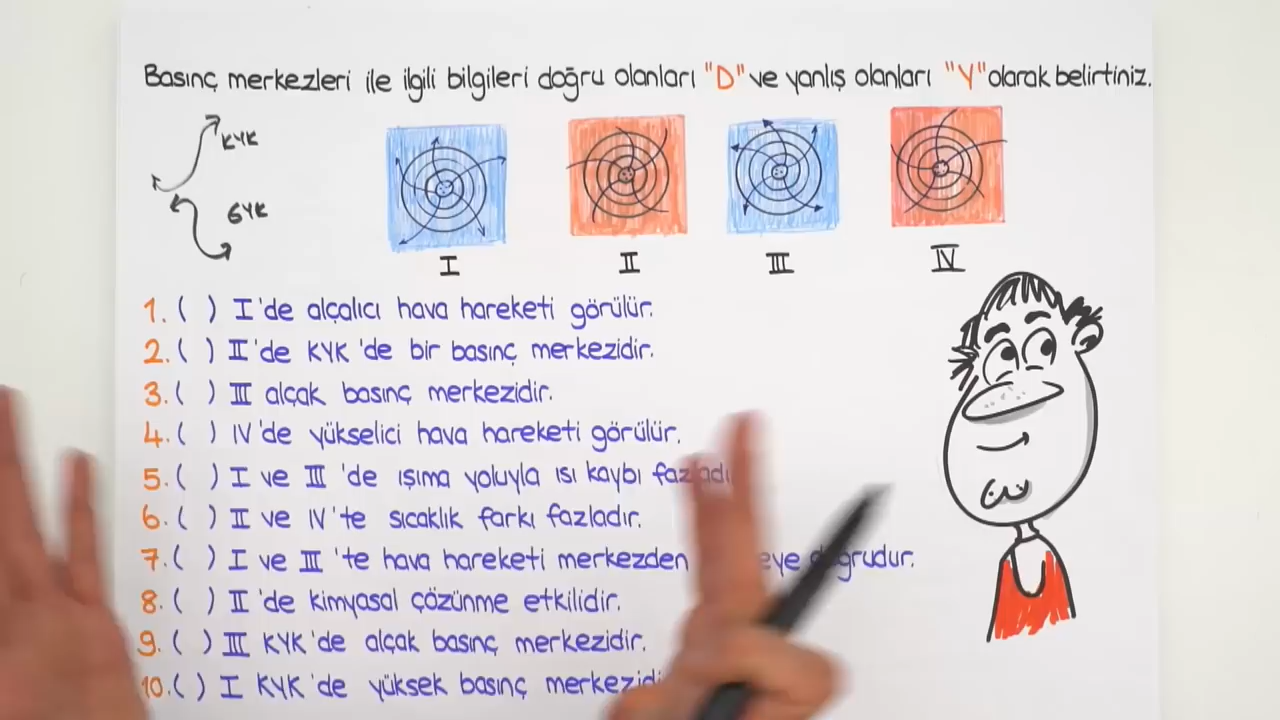 Basınç merkezleri ile ilgili bilgileri doğru olanları "D" ve yanlış olanları "Y" olarak belirtiniz.
KYK
GYK
I II III IV
1. ( ) I'de alçalıcı hava hareketi görülür.
2. ( ) II'de KYK'de bir basınç merkezidir.
3. ( ) III alçak basınç merkezidir.
4. ( ) IV'de yükselici hava hareketi görülür.
5. ( ) I ve III'de ışıma yoluyla ısı kaybı
6. ( ) II ve IV'te sıcaklık farkı fazladır.
7. ( ) I ve III'te hava hareketi merkezden doğrudur.
8. ( ) II'de kimyasal çözünme etkilidir.
9. ( ) III KYK'de alçak basınç merkezidir.
10. ( ) I KYK'de yüksek basınç